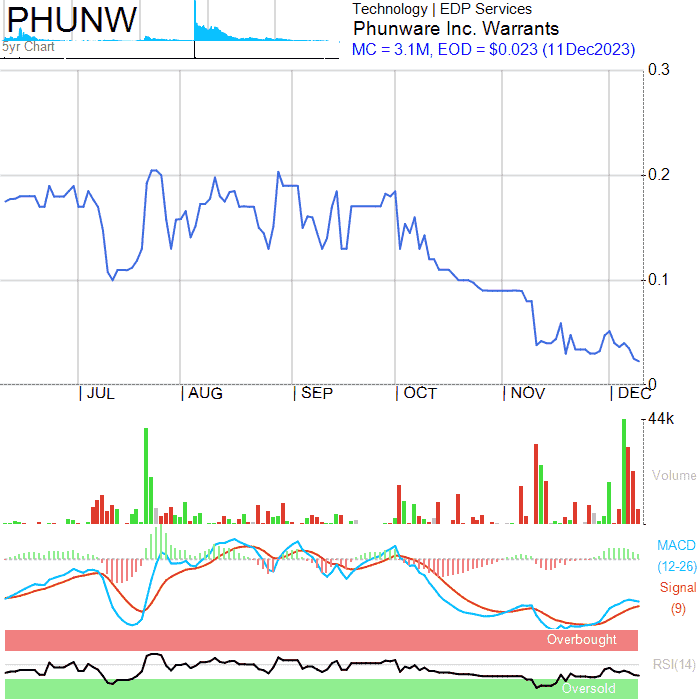 PHUNW
5yr Chart
Technology | EDP Services
Phunware Inc. Warrants
MC = 3.1M, EOD = $0.023 (11Dec2023)
0.3
0.2
0.1
0
| JUL | AUG | SEP | OCT | NOV | DEC
44k
Volume
MACD
(12-26)
Signal
(9)
Overbought
RSI(14)
Oversold